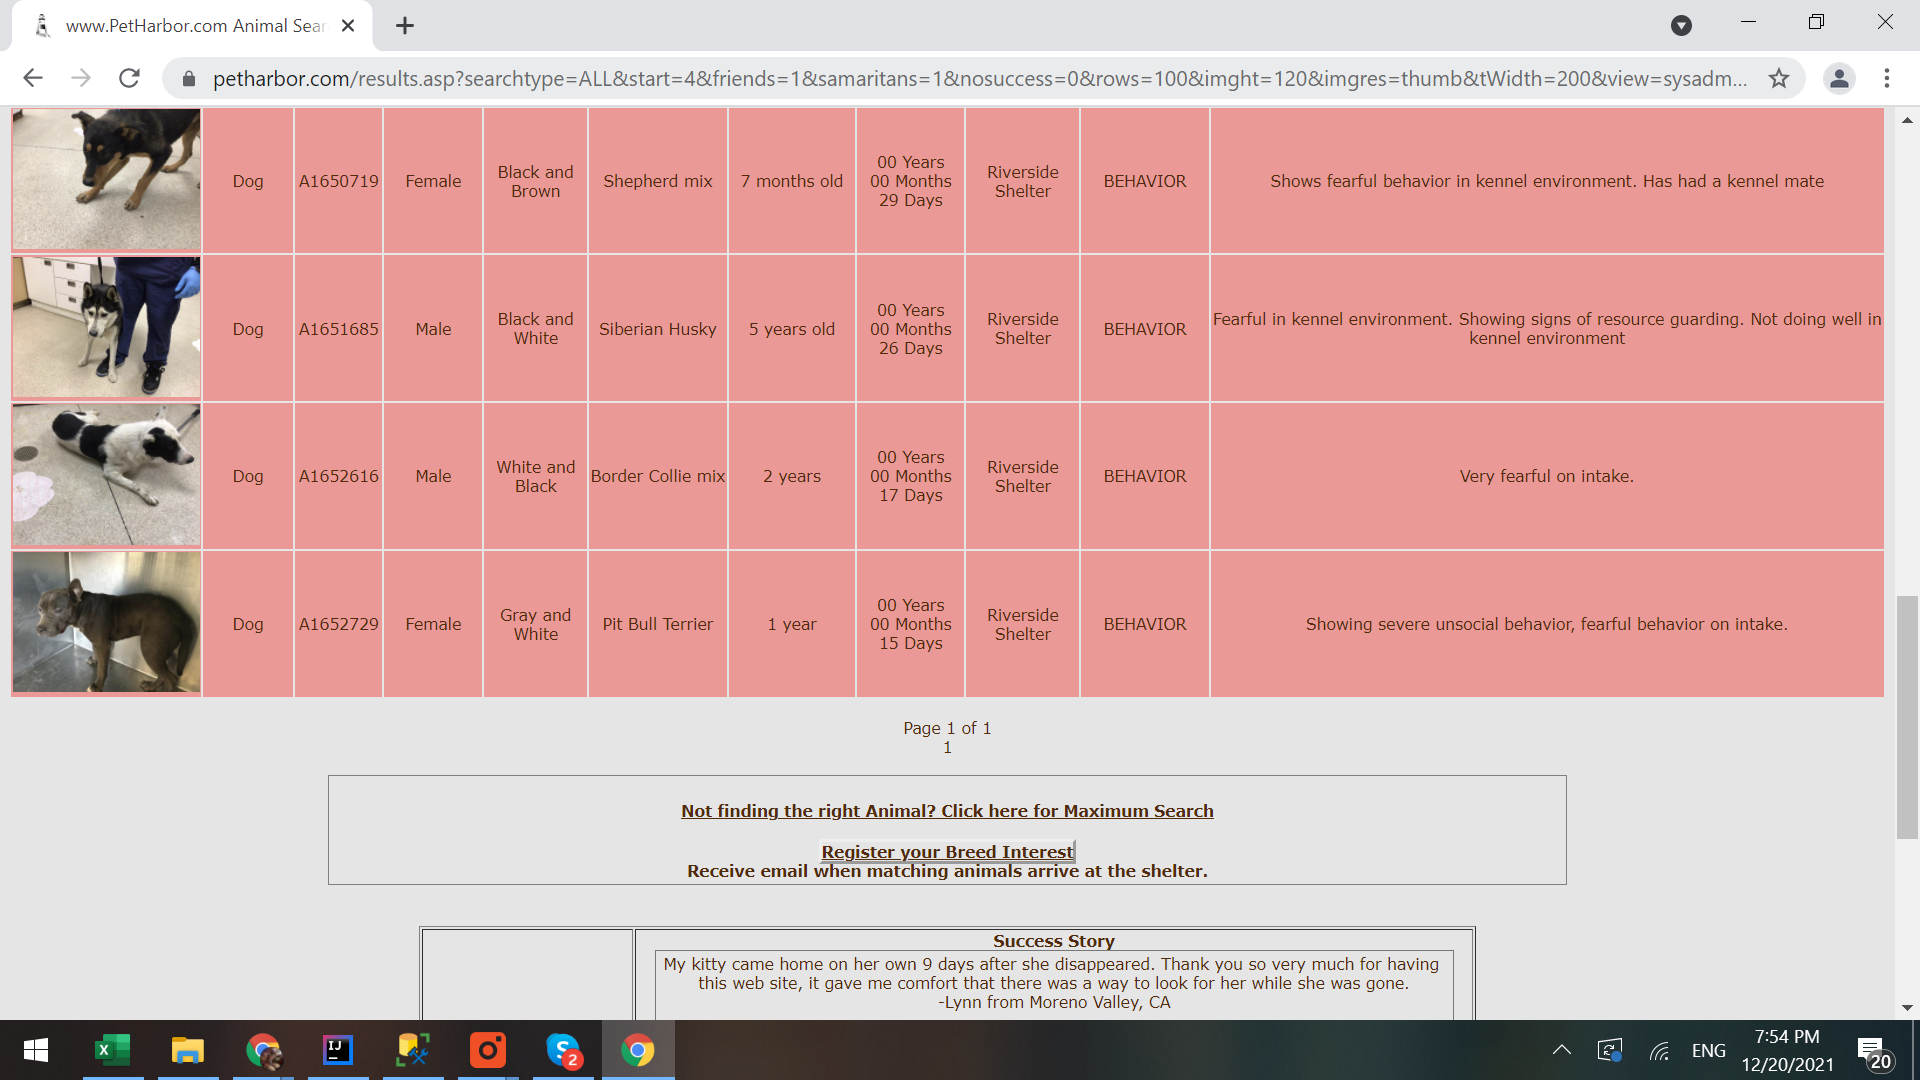 www.PetHarbor.com Animal Sear
petharbor.com/results.asp?searchtype=ALL&start=4&friends=1&samaritans=1&nosuccess=0&rows=100&imght=120&imgres=thumb&tWidth=200&view=sysadm...
Dog A1650719 Female Black and Brown Shepherd mix 7 months old 00 Years 00 Months 29 Days Riverside Shelter BEHAVIOR Shows fearful behavior in kennel environment. Has had a kennel mate
Dog A1651685 Male Black and White Siberian Husky 5 years old 00 Years 00 Months 26 Days Riverside Shelter BEHAVIOR Fearful in kennel environment. Showing signs of resource guarding. Not doing well in kennel environment
Dog A1652616 Male White and Black Border Collie mix 2 years 00 Years 00 Months 17 Days Riverside Shelter BEHAVIOR Very fearful on intake.
Dog A1652729 Female Gray and White Pit Bull Terrier 1 year 00 Years 00 Months 15 Days Riverside Shelter BEHAVIOR Showing severe unsocial behavior, fearful behavior on intake.
Page 1 of 1
1
Not finding the right Animal? Click here for Maximum Search
Register your Breed Interest
Receive email when matching animals arrive at the shelter.
Success Story
My kitty came home on her own 9 days after she disappeared. Thank you so very much for having
this web site, it gave me comfort that there was a way to look for her while she was gone.
-Lynn from Moreno Valley, CA
X
IJ
S
2
ENG
7:54 PM
12/20/2021
20